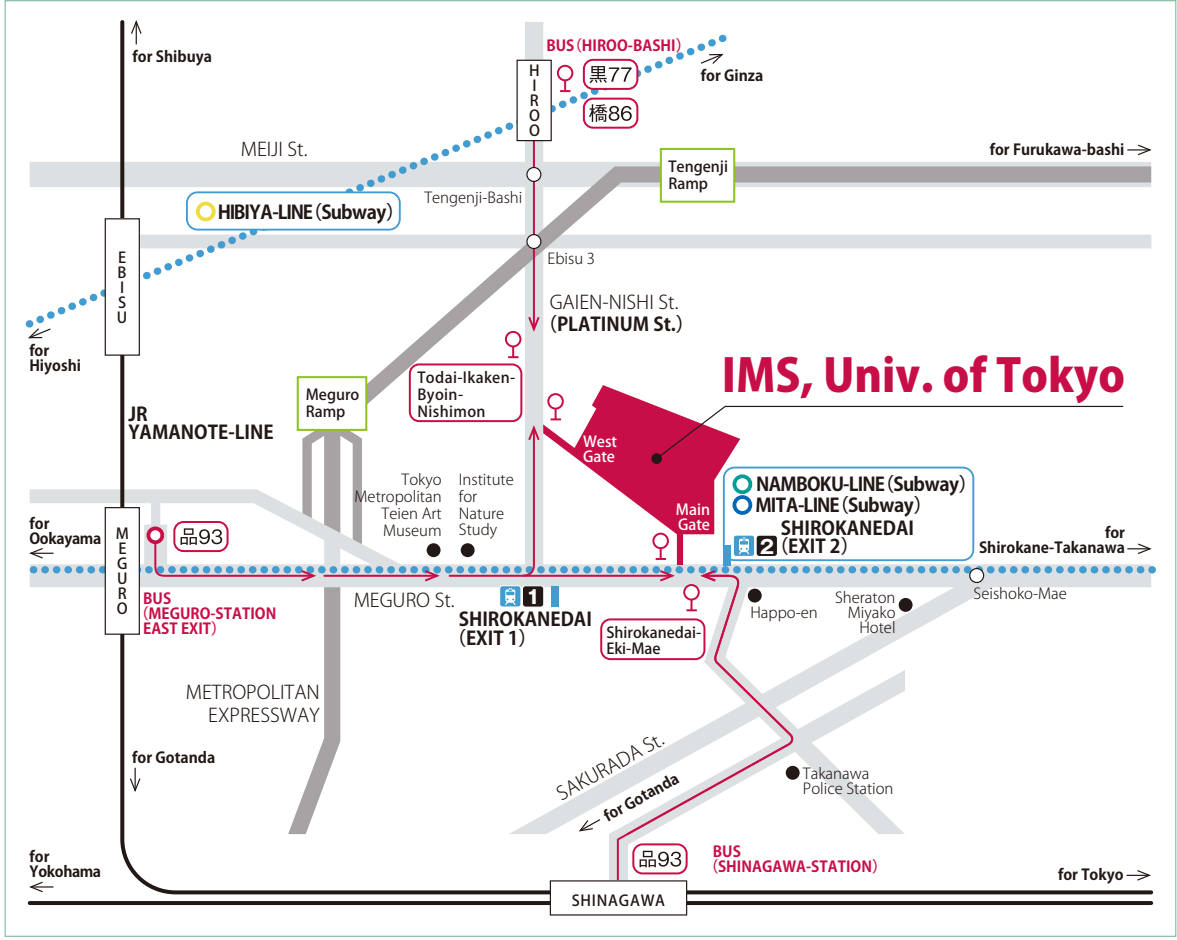 for Shibuya
BUS (HIROO-BASHI)
黒77
橋86
HIROO
for Ginza
MEIJI St.
for Furukawa-bashi
Tengenji
Ramp
Tengenji-Bashi
HIBIYA-LINE (Subway)
EBISU
Ebisu 3
GAIEN-NISHI St.
(PLATINUM St.)
for
Hiyoshi
Todai-Ikaken-
Byoin-
Nishimon
IMS, Univ. of Tokyo
Meguro
Ramp
JR
YAMANOTE-LINE
West
Gate
Tokyo
Metropolitan
Teien Art
Museum
Institute
for
Nature
Study
Main
Gate
NAMBOKU-LINE (Subway)
MITA-LINE (Subway)
SHIROKANEDAI
2 (EXIT 2)
for
Ookayama
MEGURO
品93
for
Shirokane-Takanawa
BUS
(MEGURO-STATION
EAST EXIT)
MEGURO St.
1
SHIROKANEDAI
(EXIT 1)
Shirokanedai-
Eki-Mae
Happo-en
Sheraton
Miyako
Hotel
Seishoko-Mae
METROPOLITAN
EXPRESSWAY
for Gotanda
SAKURADA St.
for Gotanda
Takanawa
Police Station
for
Yokohama
品93
BUS
(SHINAGAWA-STATION)
for Tokyo
SHINAGAWA